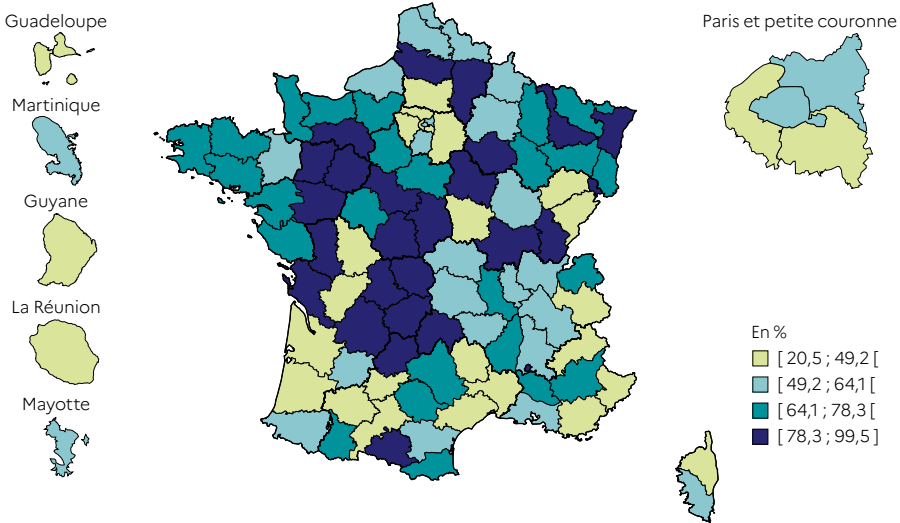 Guadeloupe
Martinique
Guyane
La Réunion
Mayotte
Paris et petite couronne
En %
[ 20,5 ; 49,2 [
[ 49,2 ; 64,1 [
[ 64,1 ; 78,3 [
[ 78,3 ; 99,5 ]